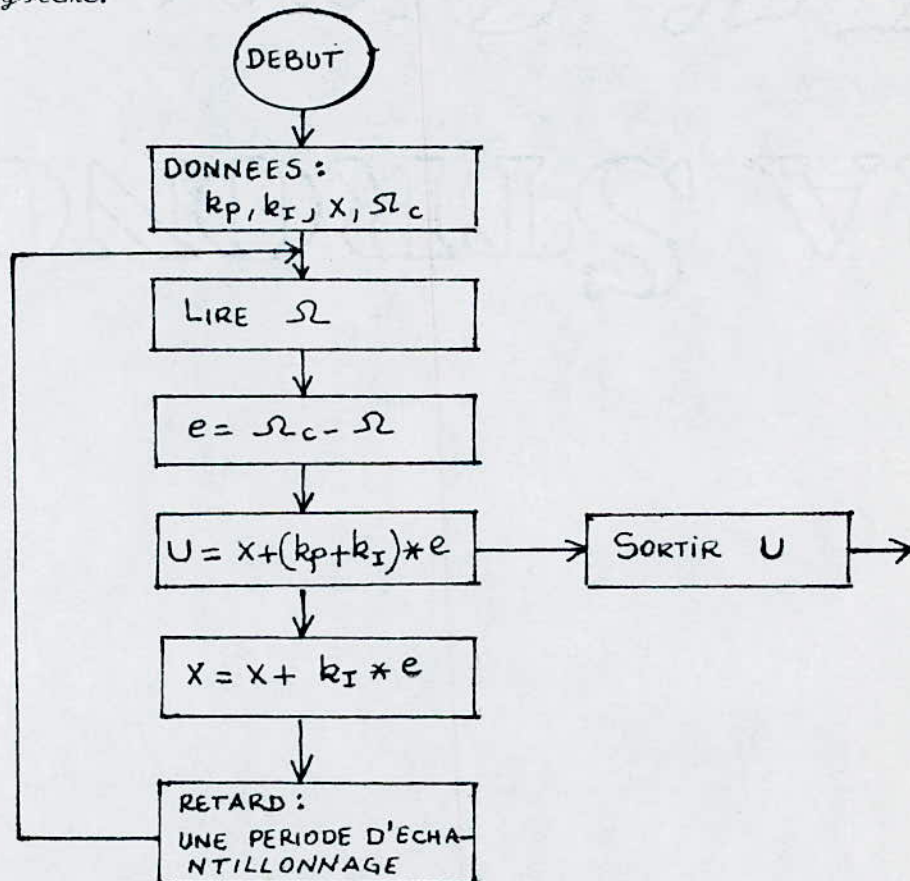 DEBUT
DONNEES:
kp, kI, x, Ωc
LIRE Ω
e = Ωc - Ω
U = x+(kp+kI)*e
SORTIR U
x = x + kI * e
RETARD:
UNE PERIODE D'ECHA-
NTILLONNAGE